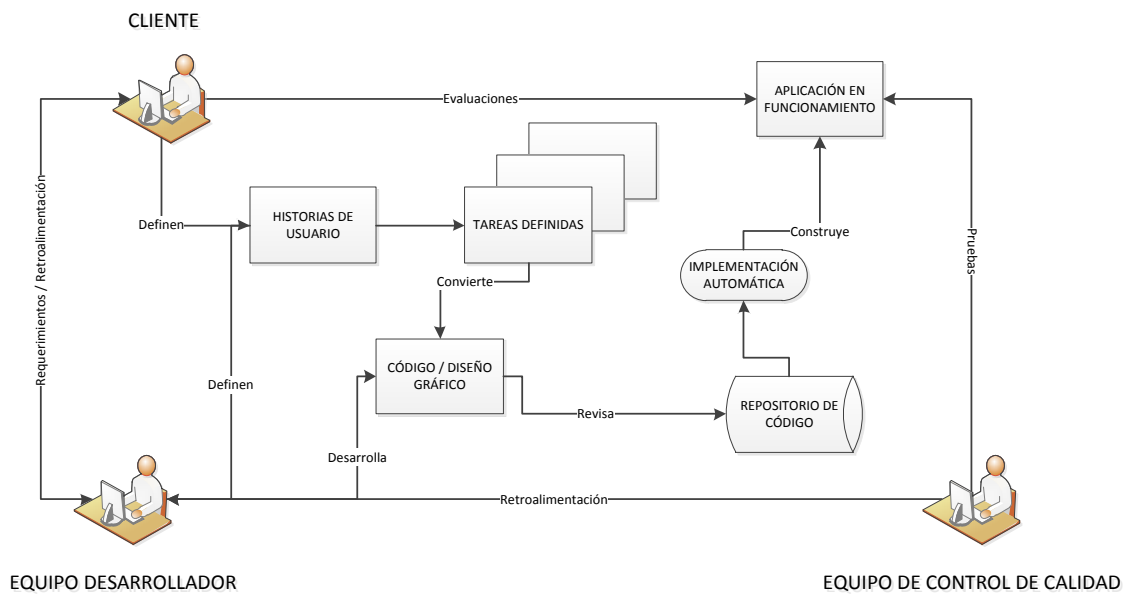 CLIENTE
Evaluaciones
APLICACIÓN EN
FUNCIONAMIENTO
Requerimientos / Retroalimentación
Definen
HISTORIAS DE
USUARIO
TAREAS DEFINIDAS
Construye
Pruebas
Convierte
IMPLEMENTACIÓN
AUTOMÁTICA
Definen
CÓDIGO / DISEÑO
GRÁFICO
Revisa
REPOSITORIO DE
CÓDIGO
Desarrolla
Retroalimentación
EQUIPO DESARROLLADOR
EQUIPO DE CONTROL DE CALIDAD